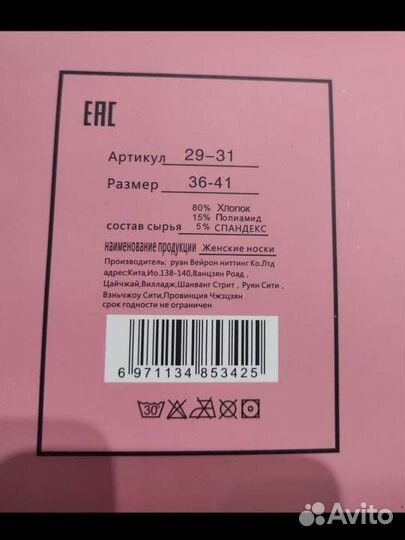 EAC
Артикул 29–31
Размер 36-41
80% Хлопок
15% Полиамид
состав сырья 5% СПАНДЕКС
наименование продукции Женские носки
Производитель: руан Вейрон ниттинг Ко.Лтд
адрес:Кита,Ио.138-140,Ванцзян Роад ,
Цайчжай,Вилладж,Шанванг Стрит , Руян Сити ,
Вэньчжоу Сити,Провинция Чжэцзян
срок годности не ограничен
6 971134 853425
30
Avito